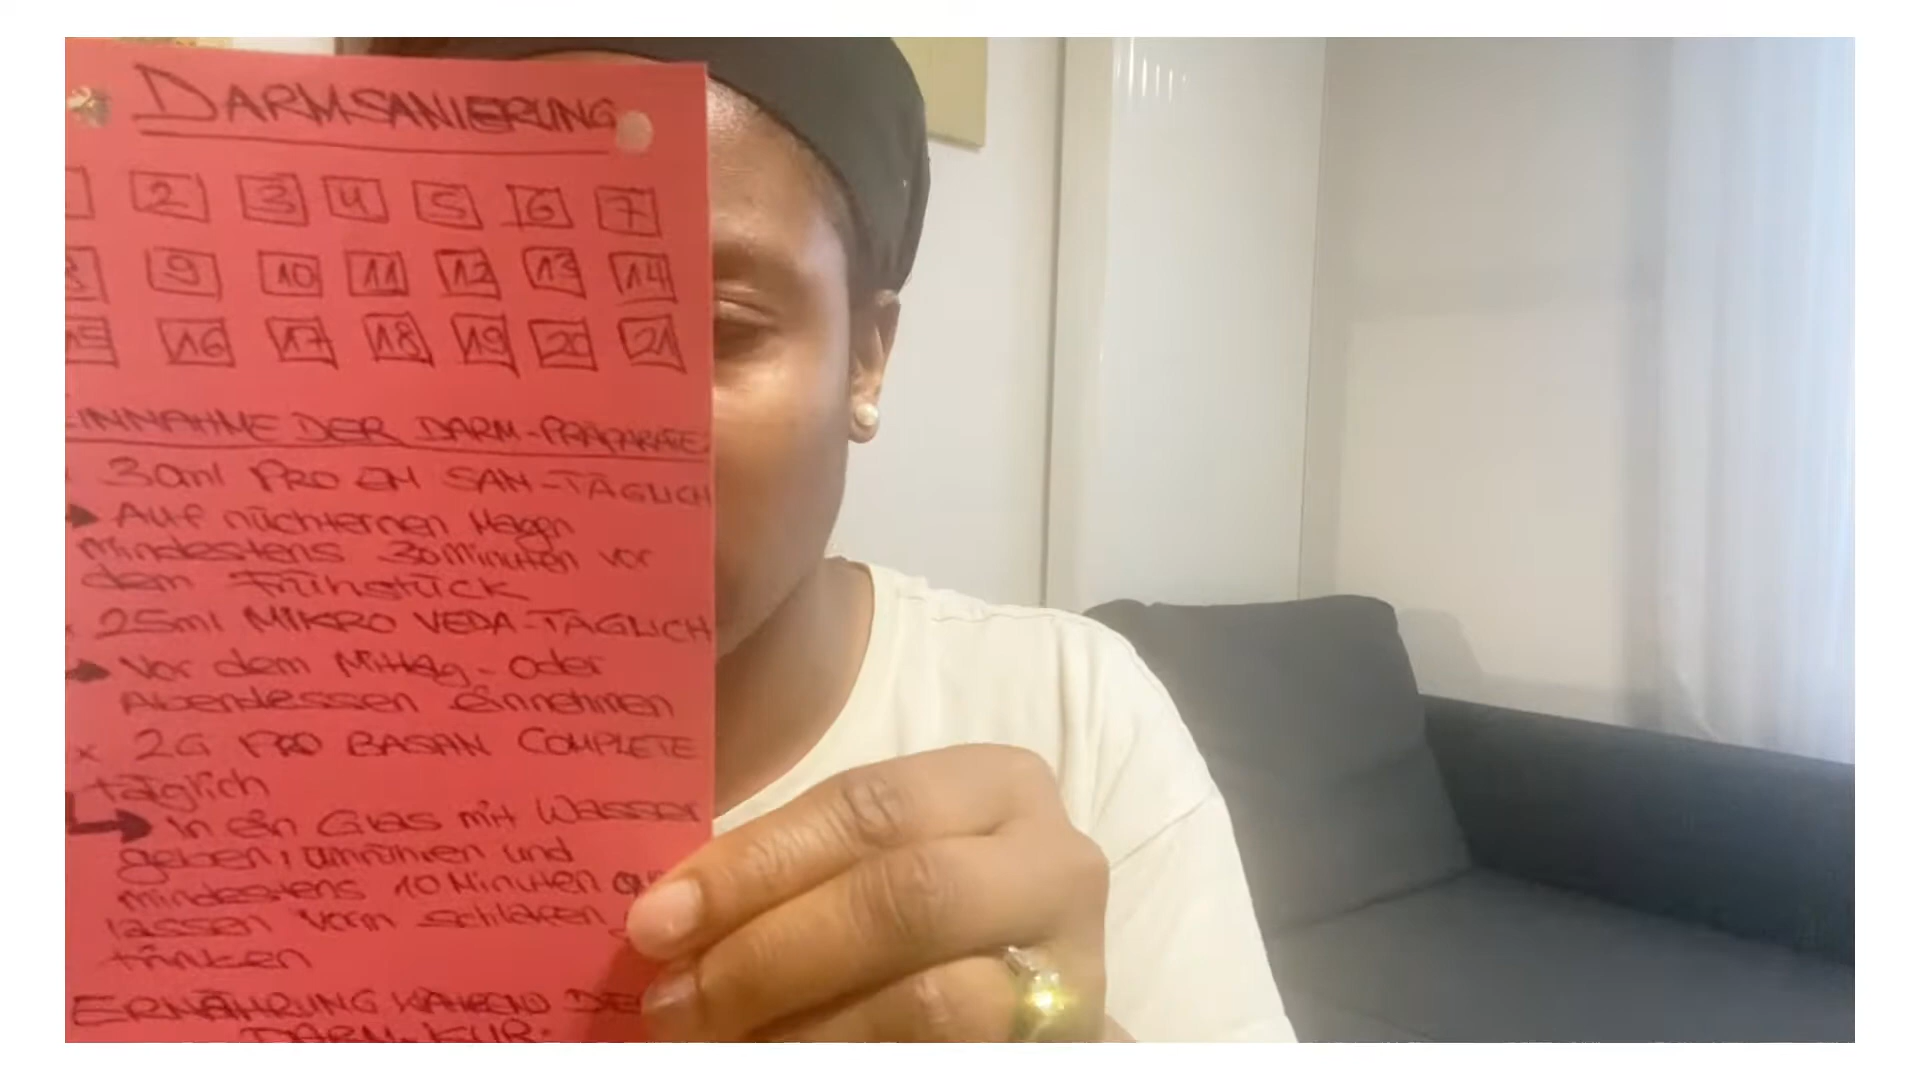 DARMSANIERUNG
2 3 4 5 6 7
8 9 10 11 12 13 14
15 16 17 18 19 20 21
EINNAHME DER DARM-PRÄPARATE
30ml PRO EM SAN-TÄGLICH
Auf nüchternen Magen
mindestens 30 minuten vor
dem FRÜHSTÜCK
25ml MIKRO VEDA-TÄGLICH
Vor dem Mittag- oder
Abendessen einnehmen
x 2G PRO BASAN COMPLETE
täglich
in ein Glas mit Wasser
geben, umrühren und
mindestens 10 Minuten
lassen vorm schlafen
trinken
ERNÄHRUNG WÄHREND DER
DARM-KUR: